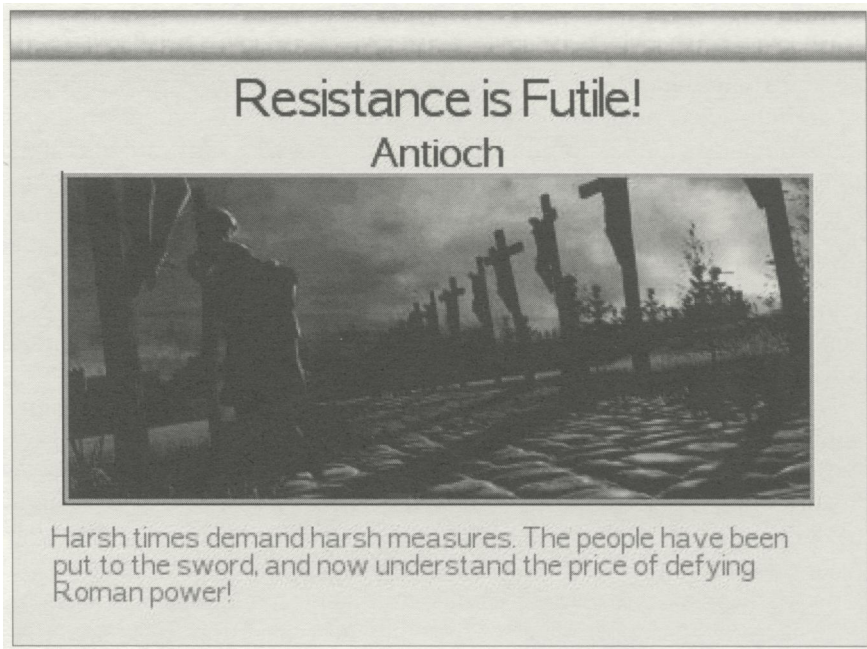 Resistance is Futile!
Antioch
Harsh times demand harsh measures. The people have been
put to the sword, and now understand the price of defying
Roman power!